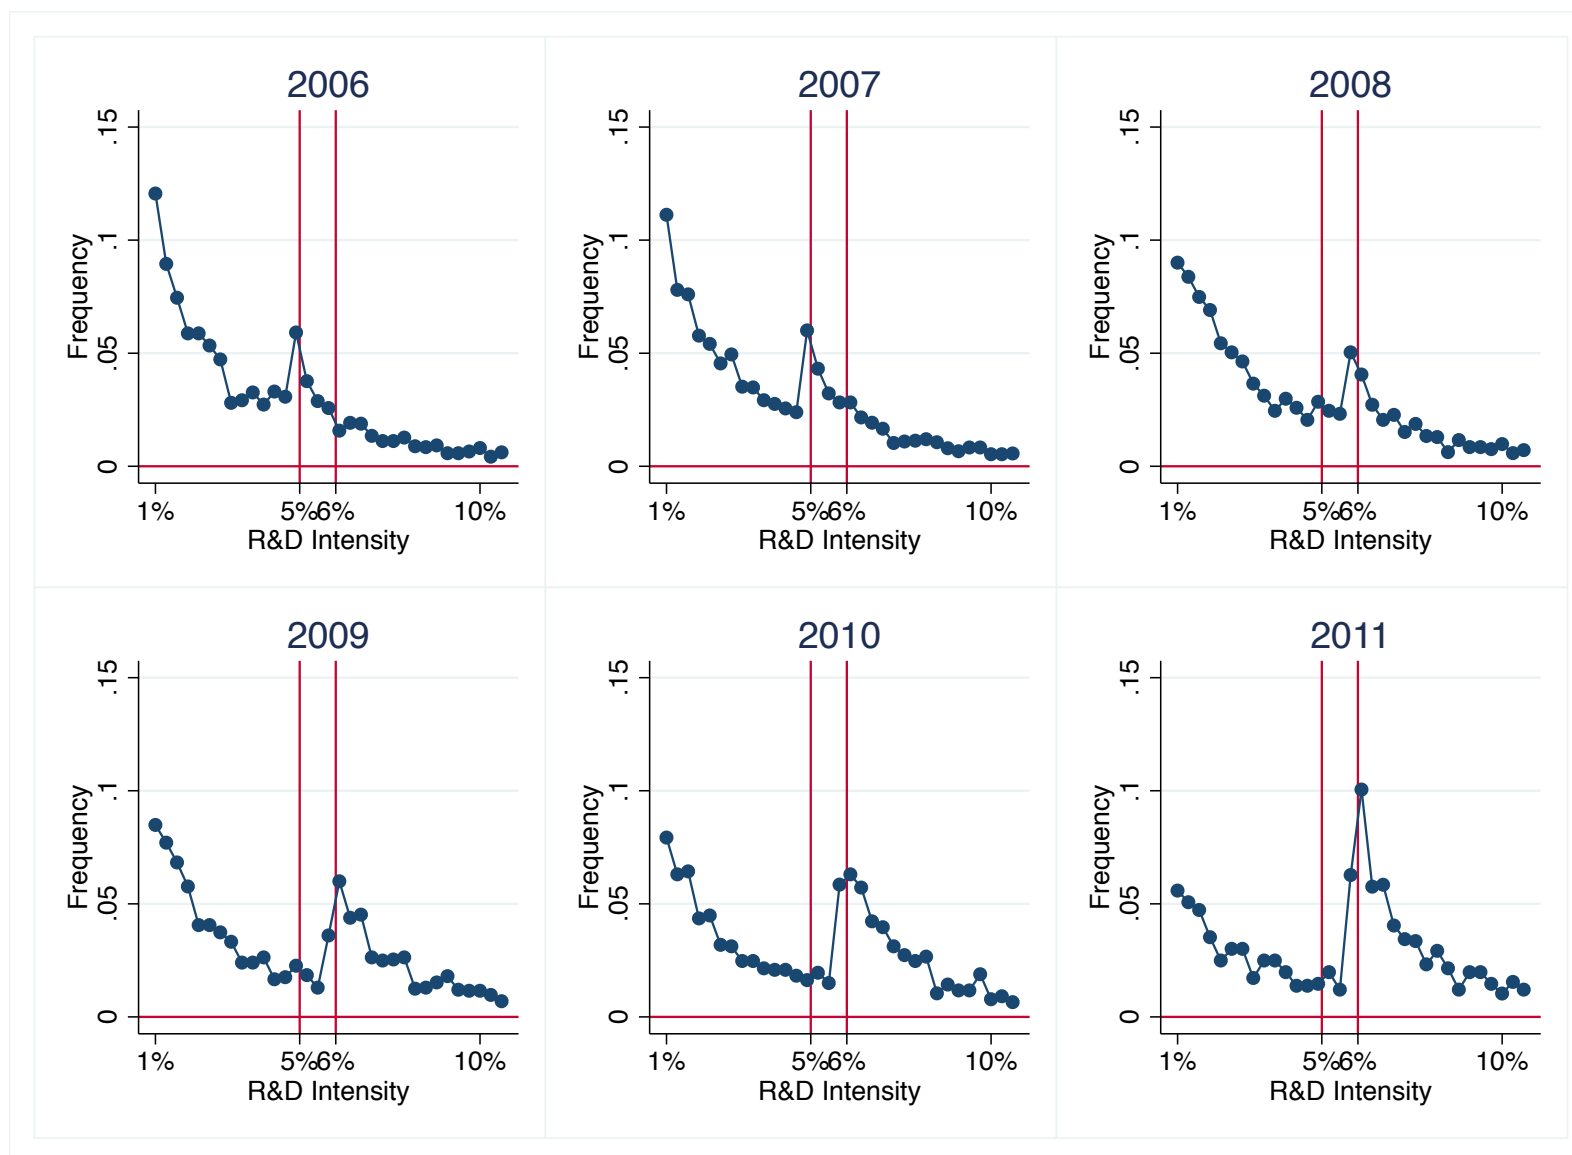 2006
.15
.1
.05
0
Frequency
1% 5% 6% 10%
R&D Intensity
2007
.15
.1
.05
0
Frequency
1% 5% 6% 10%
R&D Intensity
2008
.15
.1
.05
0
Frequency
1% 5% 6% 10%
R&D Intensity
2009
.15
.1
.05
0
Frequency
1% 5% 6% 10%
R&D Intensity
2010
.15
.1
.05
0
Frequency
1% 5% 6% 10%
R&D Intensity
2011
.15
.1
.05
0
Frequency
1% 5% 6% 10%
R&D Intensity